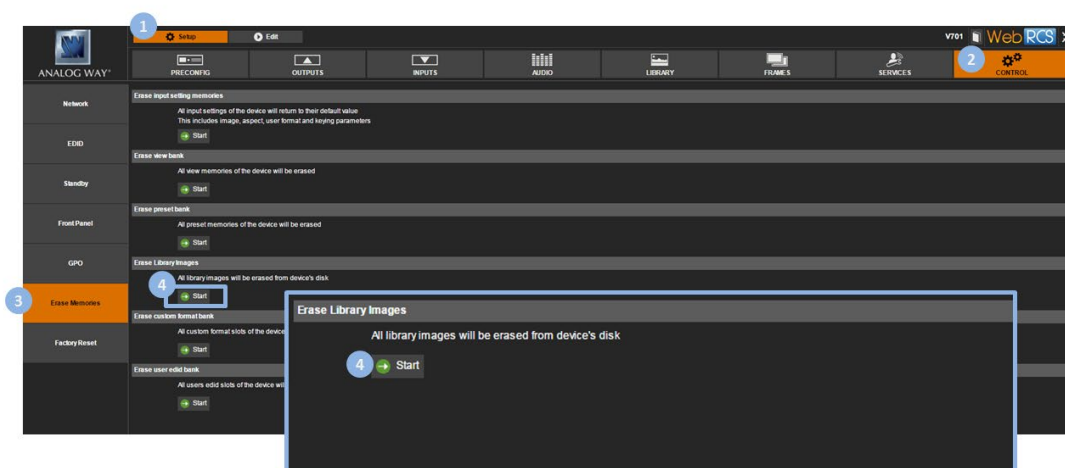 1
Setup
Edit
V701
Web RCS
ANALOG WAY®
PRECONFIG
OUTPUTS
INPUTS
AUDIO
LIBRARY
FRAMES
SERVICES
2
CONTROL
Network
EDID
Standby
Front Panel
GPO
3
Erase Memories
Factory Reset
Erase input setting memories
All input settings of the device will return to their default value
This includes image, aspect, user format and keying parameters
Start
Erase view bank
All view memories of the device will be erased
Start
Erase preset bank
All preset memories of the device will be erased
Start
Erase Library Images
All library images will be erased from device's disk
4
Start
Erase custom format bank
All custom format slots of the device
Start
Erase user edid bank
All users edid slots of the device wil
Start
Erase Library Images
All library images will be erased from device's disk
4
Start